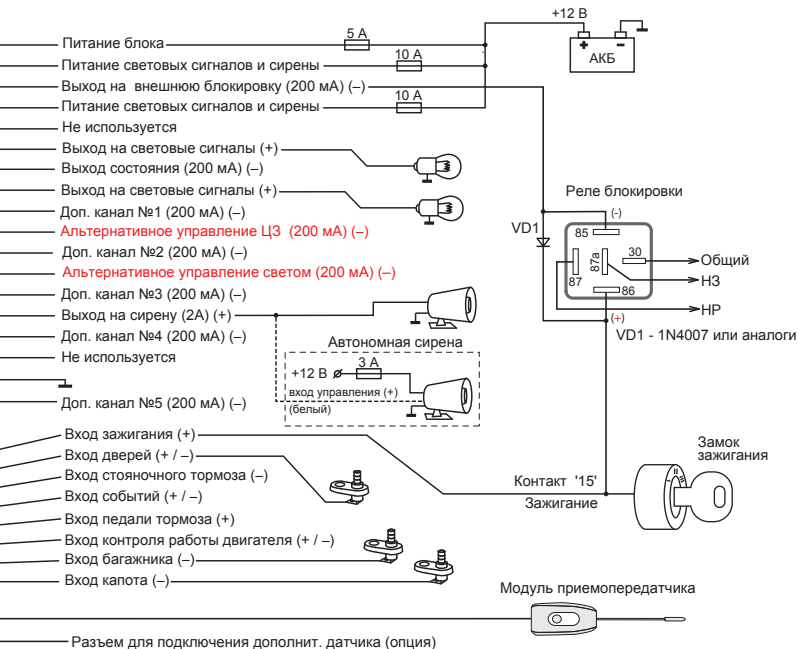 +12 В
АКБ
Питание блока
5 А
Питание световых сигналов и сирены
10 А
Выход на внешнюю блокировку (200 мА) (–)
Питание световых сигналов и сирены
10 А
Не используется
Выход на световые сигналы (+)
Выход состояния (200 мА) (–)
Выход на световые сигналы (+)
Доп. канал №1 (200 мА) (–)
Альтернативное управление ЦЗ (200 мА) (–)
Доп. канал №2 (200 мА) (–)
Альтернативное управление светом (200 мА) (–)
Доп. канал №3 (200 мА) (–)
Выход на сирену (2А) (+)
Доп. канал №4 (200 мА) (–)
Не используется
Доп. канал №5 (200 мА) (–)
Реле блокировки
(-)
VD1
85
30
87а
87
86
(+)
Общий
НЗ
НР
VD1 - 1N4007 или аналоги
Автономная сирена
+12 В
3 А
вход управления (+)
(белый)
Вход зажигания (+)
Вход дверей (+ / –)
Вход стояночного тормоза (–)
Вход событий (+ / –)
Вход педали тормоза (+)
Вход контроля работы двигателя (+ / –)
Вход багажника (–)
Вход капота (–)
Контакт '15'
Зажигание
Замок
зажигания
I
II
III
Модуль приемопередатчика
Разъем для подключения дополнит. датчика (опция)